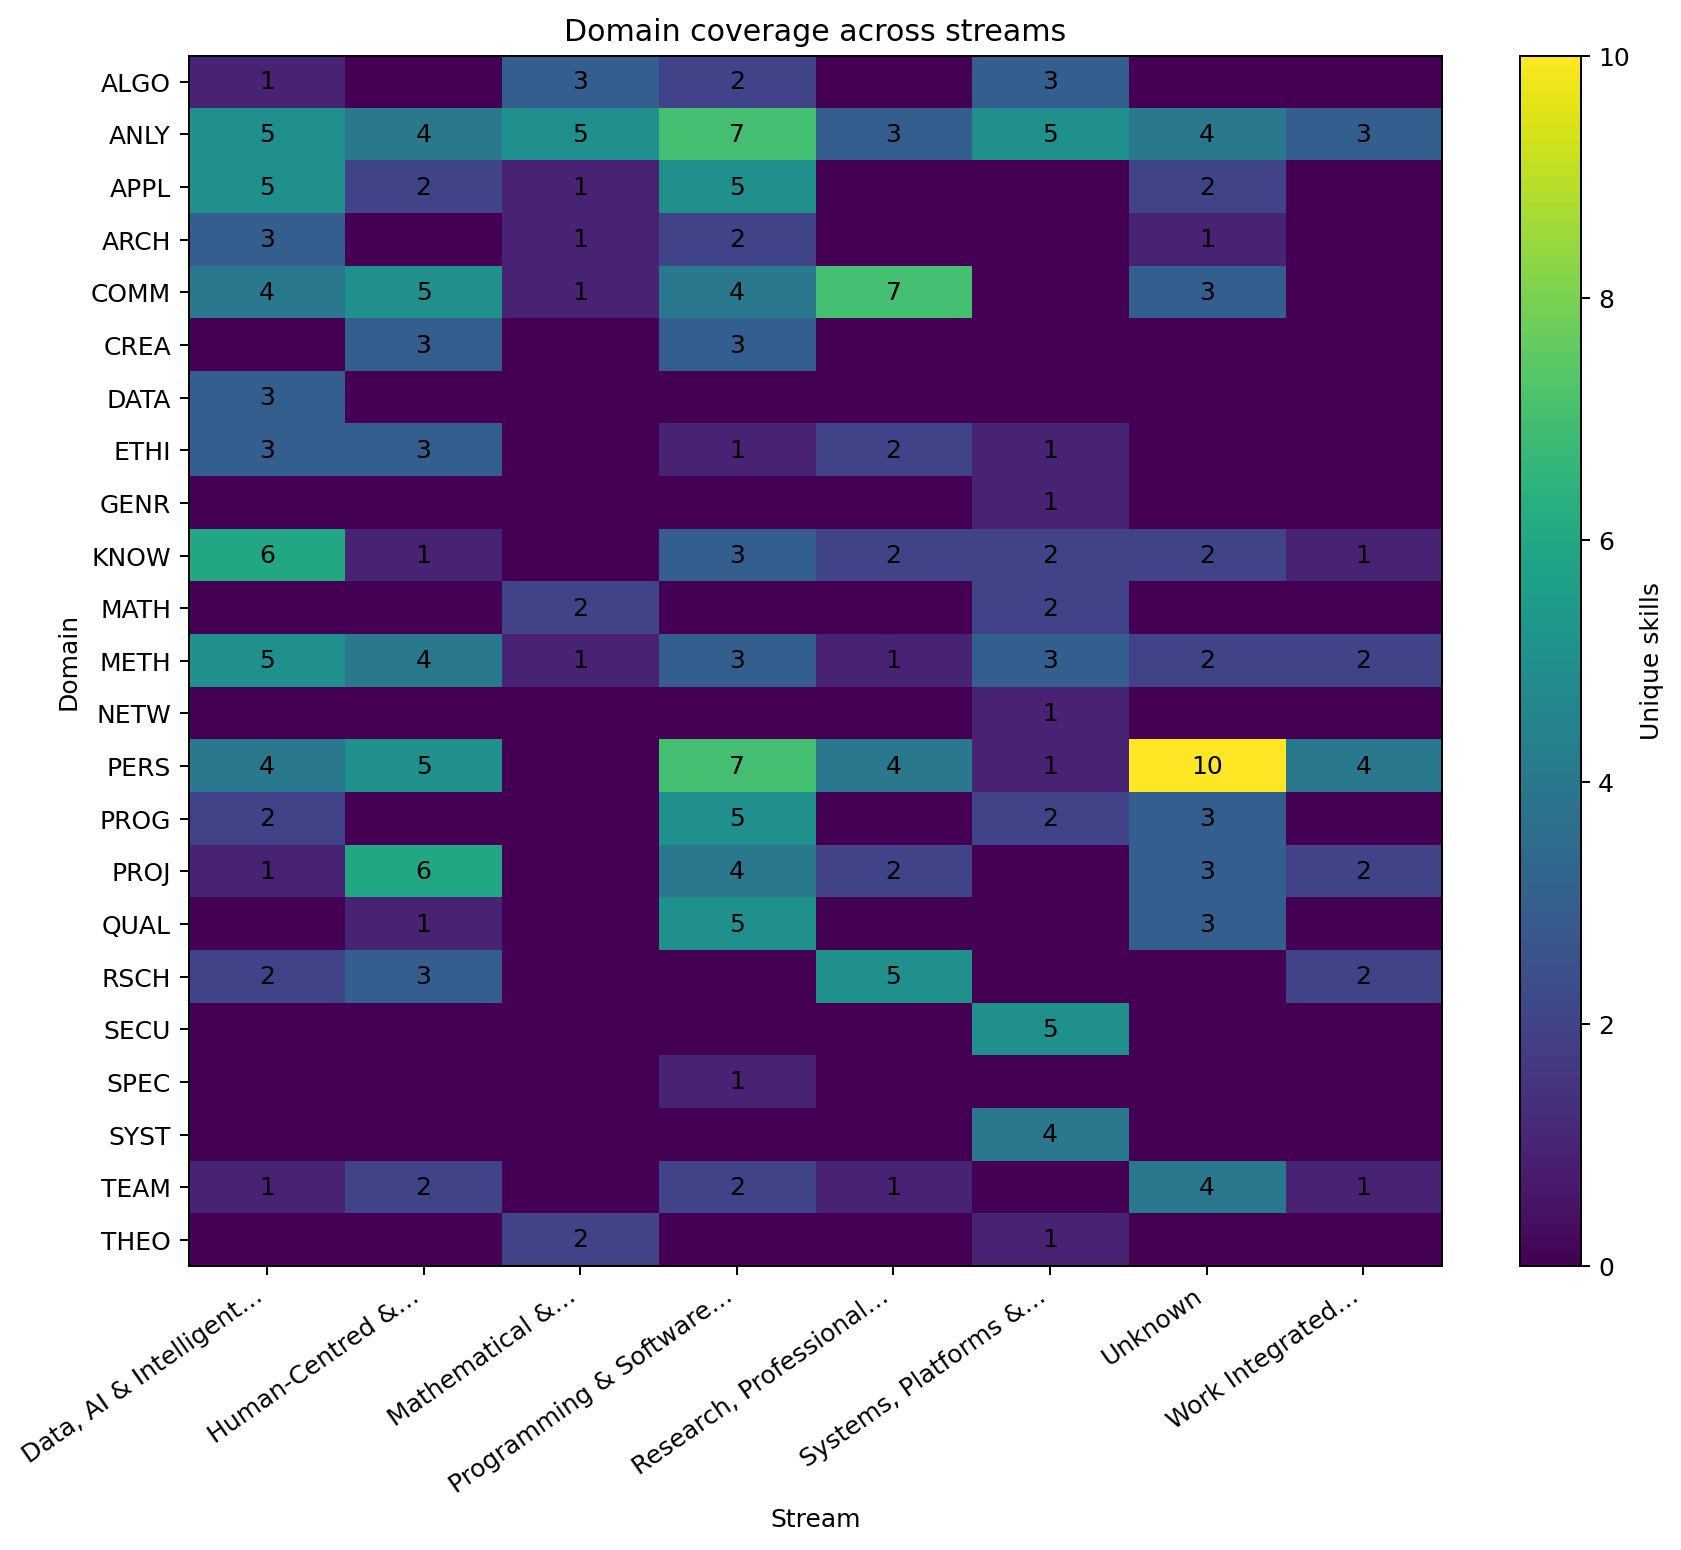 Domain coverage across streams
ALGO 1 3 2 3
ANLY 5 4 5 7 3 5 4 3
APPL 5 2 1 5 2
ARCH 3 1 2 1
COMM 4 5 1 4 7 3
CREA 3 3
DATA 3
ETHI 3 3 1 2 1
GENR 1
KNOW 6 1 3 2 2 2 1
MATH 2 2
METH 5 4 1 3 1 3 2 2
NETW 1
PERS 4 5 7 4 1 10 4
PROG 2 5 2 3
PROJ 1 6 4 2 3 2
QUAL 1 5 3
RSCH 2 3 5 2
SECU 5
SPEC 1
SYST 4
TEAM 1 2 2 1 4 1
THEO 2 1
Domain
Data, AI & Intelligent...
Human-Centred &...
Mathematical &...
Programming & Software...
Research, Professional...
Systems, Platforms &...
Unknown
Work Integrated...
Stream
10
8
6
4
2
0
Unique skills